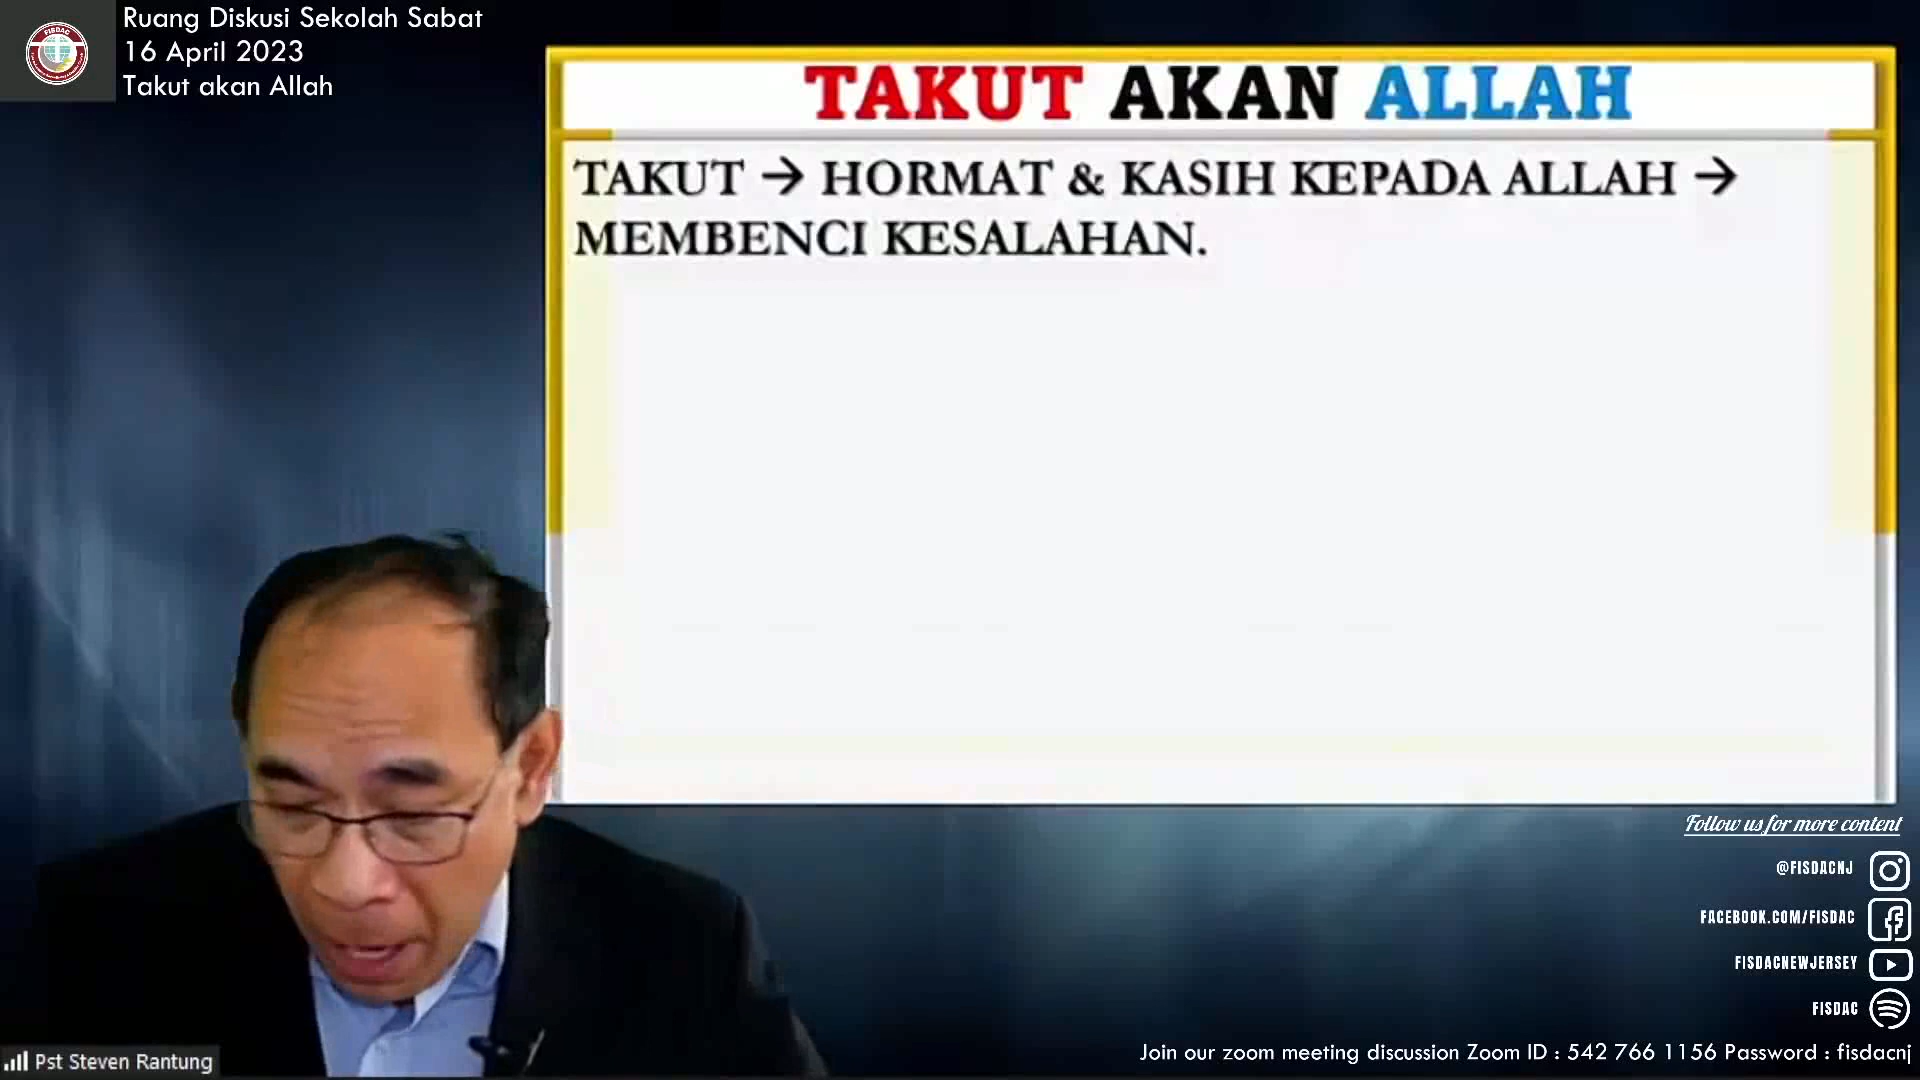 Ruang Diskusi Sekolah Sabat
16 April 2023
Takut akan Allah
FISDAC
TAKUT AKAN ALLAH
TAKUT → HORMAT & KASIH KEPADA ALLAH →
MEMBENCI KESALAHAN.
Follow us for more content
@FISDACNJ
FACEBOOK.COM/FISDAC
FISDACNEWJERSEY
FISDAC
Join our zoom meeting discussion Zoom ID : 542 766 1156 Password : fisdacnj
Pst Steven Rantung